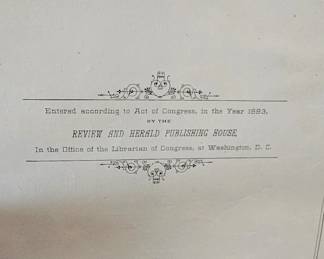 Entered according to Act of Congress, in the Year 1883,
BY THE
REVIEW AND HERALD PUBLISHING HOUSE,
In the Office of the Librarian of Congress, at Washington, D. C.